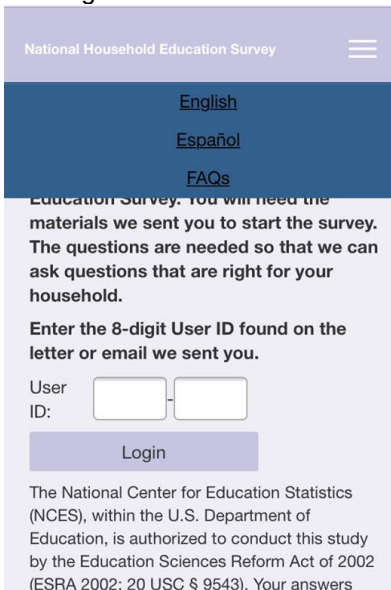 National Household Education Survey
English
Español
FAQs
Education Survey. You will need the
materials we sent you to start the survey.
The questions are needed so that we can
ask questions that are right for your
household.
Enter the 8-digit User ID found on the
letter or email we sent you.
User
ID:
-
Login
The National Center for Education Statistics
(NCES), within the U.S. Department of
Education, is authorized to conduct this study
by the Education Sciences Reform Act of 2002
(ESRA 2002; 20 USC § 9543). Your answers